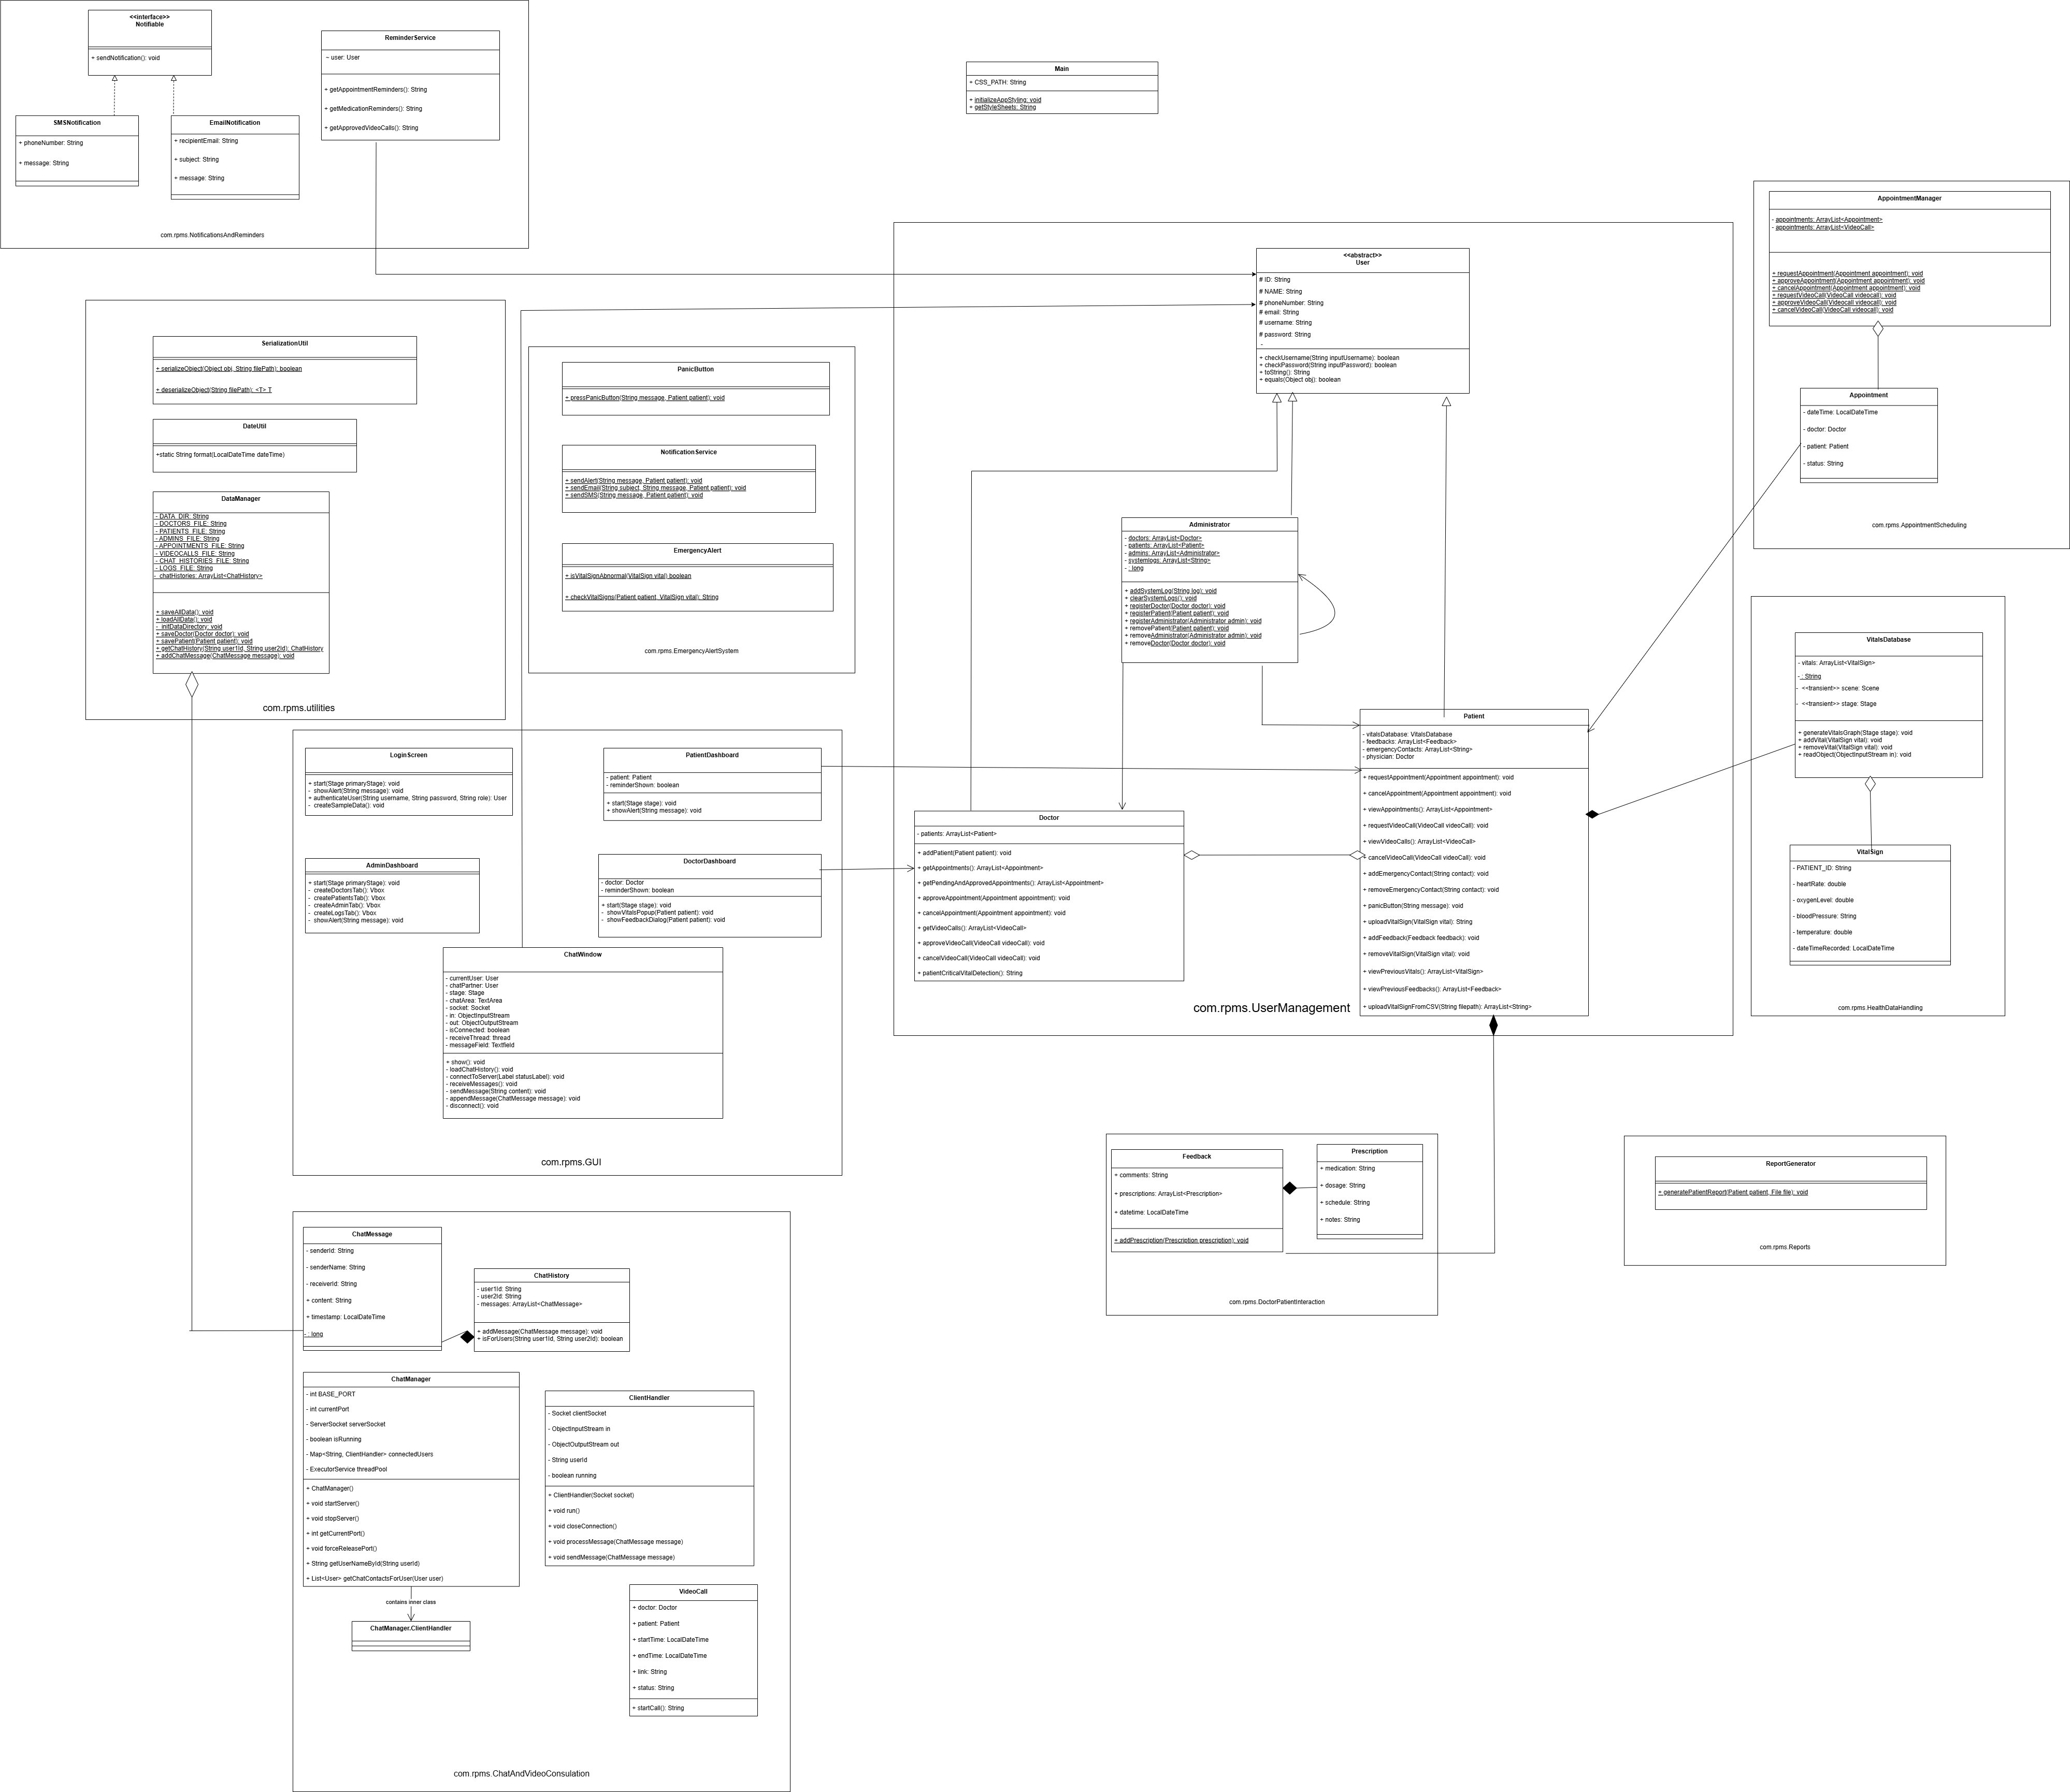 <<interface>>
Notifiable
+ sendNotification(): void
ReminderService
~ user: User
+ getAppointmentReminders(): String
+ getMedicationReminders(): String
+ getApprovedVideoCalls(): String
SMSNotification
+ phoneNumber: String
+ message: String
EmailNotification
+ recipientEmail: String
+ subject: String
+ message: String
com.rpms.NotificationsAndReminders
Main
+ CSS_PATH: String
+ initializeAppStyling: void
+ getStyleSheets: String
AppointmentManager
- appointments: ArrayList<Appointment>
- appointments: ArrayList<VideoCall>
+ requestAppointment(Appointment appointment): void
+ approveAppointment(Appointment appointment): void
+ cancelAppointment(Appointment appointment): void
+ requestVideoCall(VideoCall videocall): void
+ approveVideoCall(Videocall videocall): void
+ cancelVideoCall(VideoCall videocall): void
Appointment
- dateTime: LocalDateTime
- doctor: Doctor
- patient: Patient
- status: String
com.rpms.AppointmentScheduling
<<abstract>>
User
# ID: String
# NAME: String
# phoneNumber: String
# email: String
# username: String
# password: String
-
+ checkUsername(String inputUsername): boolean
+ checkPassword(String inputPassword): boolean
+ toString(): String
+ equals(Object obj): boolean
Administrator
- doctors: ArrayList<Doctor>
- patients: ArrayList<Patient>
- admins: ArrayList<Administrator>
- systemlogs: ArrayList<String>
- : long
+ addSystemLog(String log): void
+ clearSystemLogs(): void
+ registerDoctor(Doctor doctor): void
+ registerPatient(Patient patient): void
+ registerAdministrator(Administrator admin): void
+ removePatient(Patient patient): void
+ removeAdministrator(Administrator admin): void
+ removeDoctor(Doctor doctor): void
Patient
- vitalsDatabase: VitalsDatabase
- feedbacks: ArrayList<Feedback>
- emergencyContacts: ArrayList<String>
- physician: Doctor
+ requestAppointment(Appointment appointment): void
+ cancelAppointment(Appointment appointment): void
+ viewAppointments(): ArrayList<Appointment>
+ requestVideoCall(VideoCall videoCall): void
+ viewVideoCalls(): ArrayList<VideoCall>
+ cancelVideoCall(VideoCall videoCall): void
+ addEmergencyContact(String contact): void
+ removeEmergencyContact(String contact): void
+ panicButton(String message): void
+ uploadVitalSign(VitalSign vital): String
+ addFeedback(Feedback feedback): void
+ removeVitalSign(VitalSign vital): void
+ viewPreviousVitals(): ArrayList<VitalSign>
+ viewPreviousFeedbacks(): ArrayList<Feedback>
+ uploadVitalSignFromCSV(String filepath): ArrayList<String>
Doctor
- patients: ArrayList<Patient>
+ addPatient(Patient patient): void
+ getAppointments(): ArrayList<Appointment>
+ getPendingAndApprovedAppointments(): ArrayList<Appointment>
+ approveAppointment(Appointment appointment): void
+ cancelAppointment(Appointment appointment): void
+ getVideoCalls(): ArrayList<VideoCall>
+ approveVideoCall(VideoCall videoCall): void
+ cancelVideoCall(VideoCall videoCall): void
+ patientCriticalVitalDetection(): String
com.rpms.UserManagement
SerializationUtil
+ serializeObject(Object obj, String filePath): boolean
+ deserializeObject(String filePath): <T> T
DateUtil
+static String format(LocalDateTime dateTime)
DataManager
- DATA_DIR: String
- DOCTORS_FILE: String
- PATIENTS_FILE: String
- ADMINS_FILE: String
- APPOINTMENTS_FILE: String
- VIDEOCALLS_FILE: String
- CHAT_HISTORIES_FILE: String
- LOGS_FILE: String
- chatHistories: ArrayList<ChatHistory>
+ saveAllData(): void
+ loadAllData(): void
- initDataDirectory: void
+ saveDoctor(Doctor doctor): void
+ savePatient(Patient patient): void
+ getChatHistory(String user1Id, String user2Id): ChatHistory
+ addChatMessage(ChatMessage message): void
com.rpms.utilities
PanicButton
+ pressPanicButton(String message, Patient patient): void
NotificationService
+ sendAlert(String message, Patient patient): void
+ sendEmail(String subject, String message, Patient patient): void
+ sendSMS(String message, Patient patient): void
EmergencyAlert
+ isVitalSignAbnormal(VitalSign vital) boolean
+ checkVitalSigns(Patient patient, VitalSign vital): String
com.rpms.EmergencyAlertSystem
VitalsDatabase
- vitals: ArrayList<VitalSign>
- : String
- <<transient>> scene: Scene
- <<transient>> stage: Stage
+ generateVitalsGraph(Stage stage): void
+ addVital(VitalSign vital): void
+ removeVital(VitalSign vital): void
+ readObject(ObjectInputStream in): void
VitalSign
- PATIENT_ID: String
- heartRate: double
- oxygenLevel: double
- bloodPressure: String
- temperature: double
- dateTimeRecorded: LocalDateTime
com.rpms.HealthDataHandling
LoginScreen
+ start(Stage primaryStage): void
- showAlert(String message): void
+ authenticateUser(String username, String password, String role): User
- createSampleData(): void
PatientDashboard
- patient: Patient
- reminderShown: boolean
+ start(Stage stage): void
+ showAlert(String message): void
AdminDashboard
+ start(Stage primaryStage): void
- createDoctorsTab(): Vbox
- createPatientsTab(): Vbox
- createAdminTab(): Vbox
- createLogsTab(): Vbox
- showAlert(String message): void
DoctorDashboard
- doctor: Doctor
- reminderShown: boolean
+ start(Stage stage): void
- showVitalsPopup(Patient patient): void
- showFeedbackDialog(Patient patient): void
ChatWindow
- currentUser: User
- chatPartner: User
- stage: Stage
- chatArea: TextArea
- socket: Socket
- in: ObjectInputStream
- out: ObjectOutputStream
- isConnected: boolean
- receiveThread: thread
- messageField: Textfield
+ show(): void
- loadChatHistory(): void
- connectToServer(Label statusLabel): void
- receiveMessages(): void
- sendMessage(String content): void
- appendMessage(ChatMessage message): void
- disconnect(): void
com.rpms.GUI
Feedback
+ comments: String
+ prescriptions: ArrayList<Prescription>
+ datetime: LocalDateTime
+ addPrescription(Prescription prescription): void
Prescription
+ medication: String
+ dosage: String
+ schedule: String
+ notes: String
com.rpms.DoctorPatientInteraction
ReportGenerator
+ generatePatientReport(Patient patient, File file): void
com.rpms.Reports
ChatMessage
- senderId: String
- senderName: String
- receiverId: String
+ content: String
+ timestamp: LocalDateTime
- : long
ChatHistory
- user1Id: String
- user2Id: String
- messages: ArrayList<ChatMessage>
+ addMessage(ChatMessage message): void
+ isForUsers(String user1Id, String user2Id): boolean
ChatManager
- int BASE_PORT
- int currentPort
- ServerSocket serverSocket
- boolean isRunning
- Map<String, ClientHandler> connectedUsers
- ExecutorService threadPool
+ ChatManager()
+ void startServer()
+ void stopServer()
+ int getCurrentPort()
+ void forceReleasePort()
+ String getUserNameById(String userId)
+ List<User> getChatContactsForUser(User user)
contains inner class
ChatManager.ClientHandler
ClientHandler
- Socket clientSocket
- ObjectInputStream in
- ObjectOutputStream out
- String userId
- boolean running
+ ClientHandler(Socket socket)
+ void run()
+ void closeConnection()
+ void processMessage(ChatMessage message)
+ void sendMessage(ChatMessage message)
VideoCall
+ doctor: Doctor
+ patient: Patient
+ startTime: LocalDateTime
+ endTime: LocalDateTime
+ link: String
+ status: String
+ startCall(): String
com.rpms.ChatAndVideoConsulation